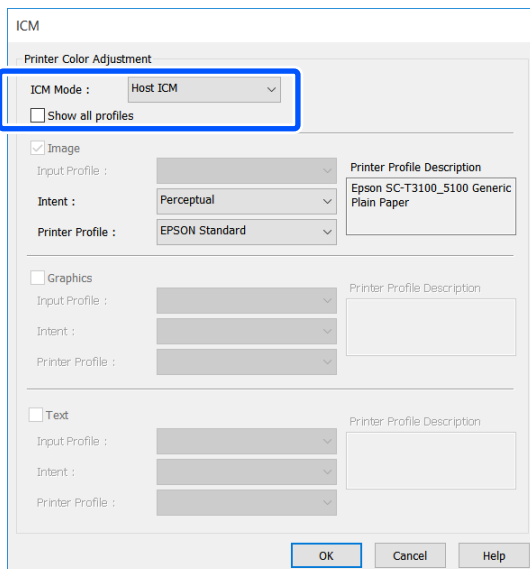 ICM
Printer Color Adjustment
ICM Mode : Host ICM
Show all profiles
Image
Input Profile :
Printer Profile Description
Intent : Perceptual
Epson SC-T3100_5100 Generic
Plain Paper
Printer Profile : EPSON Standard
Graphics
Input Profile :
Printer Profile Description
Intent :
Printer Profile :
Text
Input Profile :
Printer Profile Description
Intent :
Printer Profile :
OK Cancel Help